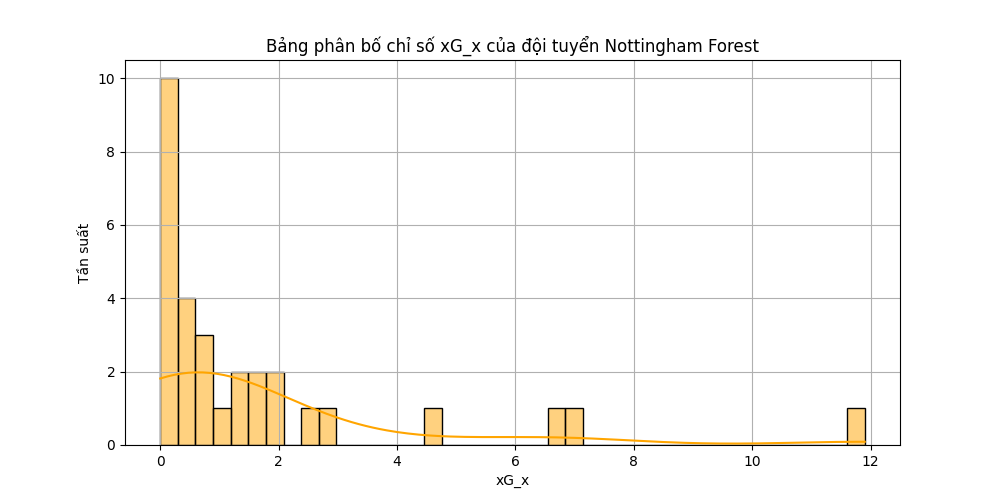 Bảng phân bố chỉ số xG_x của đội tuyển Nottingham Forest
10
8
6
4
2
0
Tần suất
0 2 4 6 8 10 12
xG_x